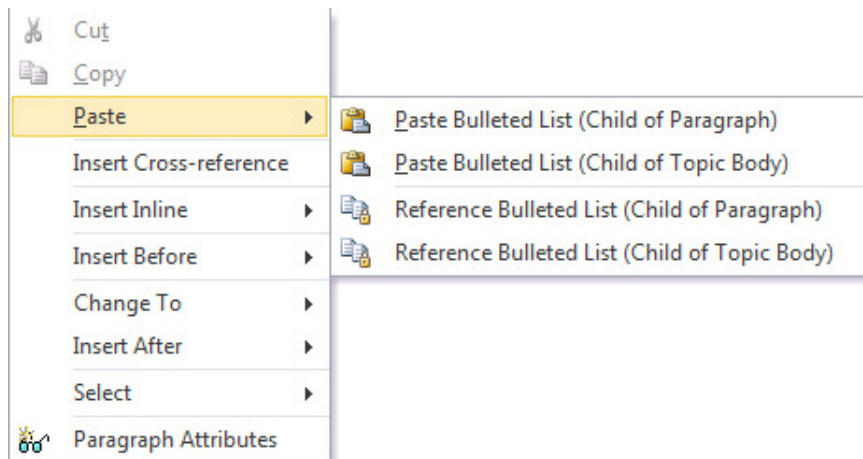 Cut
Copy
Paste
Insert Cross-reference
Insert Inline
Insert Before
Change To
Insert After
Select
Paragraph Attributes
Paste Bulleted List (Child of Paragraph)
Paste Bulleted List (Child of Topic Body)
Reference Bulleted List (Child of Paragraph)
Reference Bulleted List (Child of Topic Body)